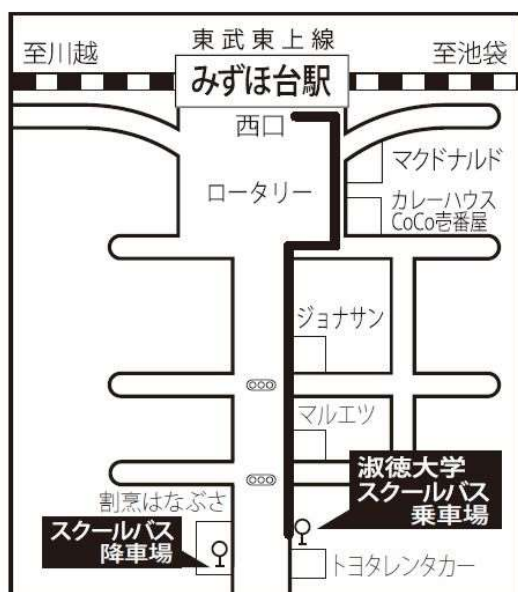 東武東上線
至川越
至池袋
みずほ台駅
西口
マクドナルド
ロータリー
カレーハウス
CoCo壱番屋
ジョナサン
マルエツ
淑徳大学
スクールバス
乗車場
割烹はなぶさ
スクールバス
降車場
トヨタレンタカー